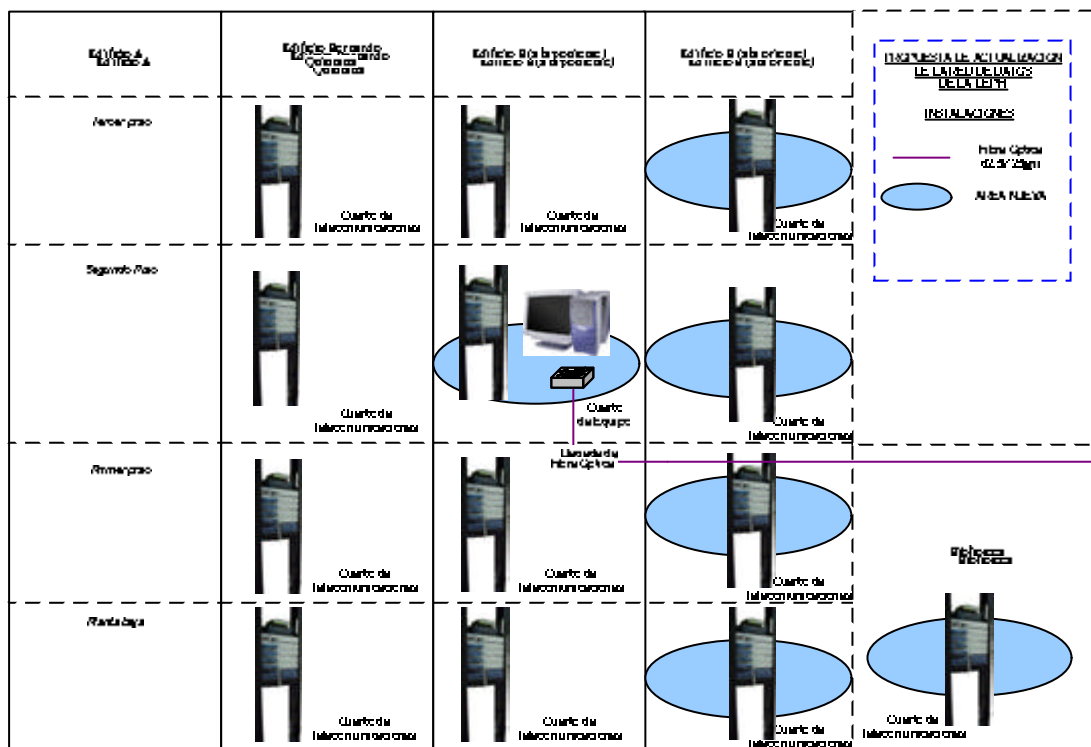 Edificio A
Edificio Bernardo
Quintana
Edificio B (ala poniente)
Edificio B (ala oriente)
PROPUESTA DE ACTUALIZACION
DE LA RED DE DATOS
DE LA
INSTALACIONES
Fibra Óptica
AREA NUEVA
Tercer piso
Cuarto de
Telecomunicaciones
Cuarto de
Telecomunicaciones
Cuarto de
Telecomunicaciones
Segundo Piso
Cuarto de
Telecomunicaciones
Cuarto
de Equipo
Cuarto de
Telecomunicaciones
Llegada de
Fibra Óptica
Primer piso
Cuarto de
Telecomunicaciones
Cuarto de
Telecomunicaciones
Cuarto de
Telecomunicaciones
Biblioteca
Planta baja
Cuarto de
Telecomunicaciones
Cuarto de
Telecomunicaciones
Cuarto de
Telecomunicaciones
Cuarto de
Telecomunicaciones